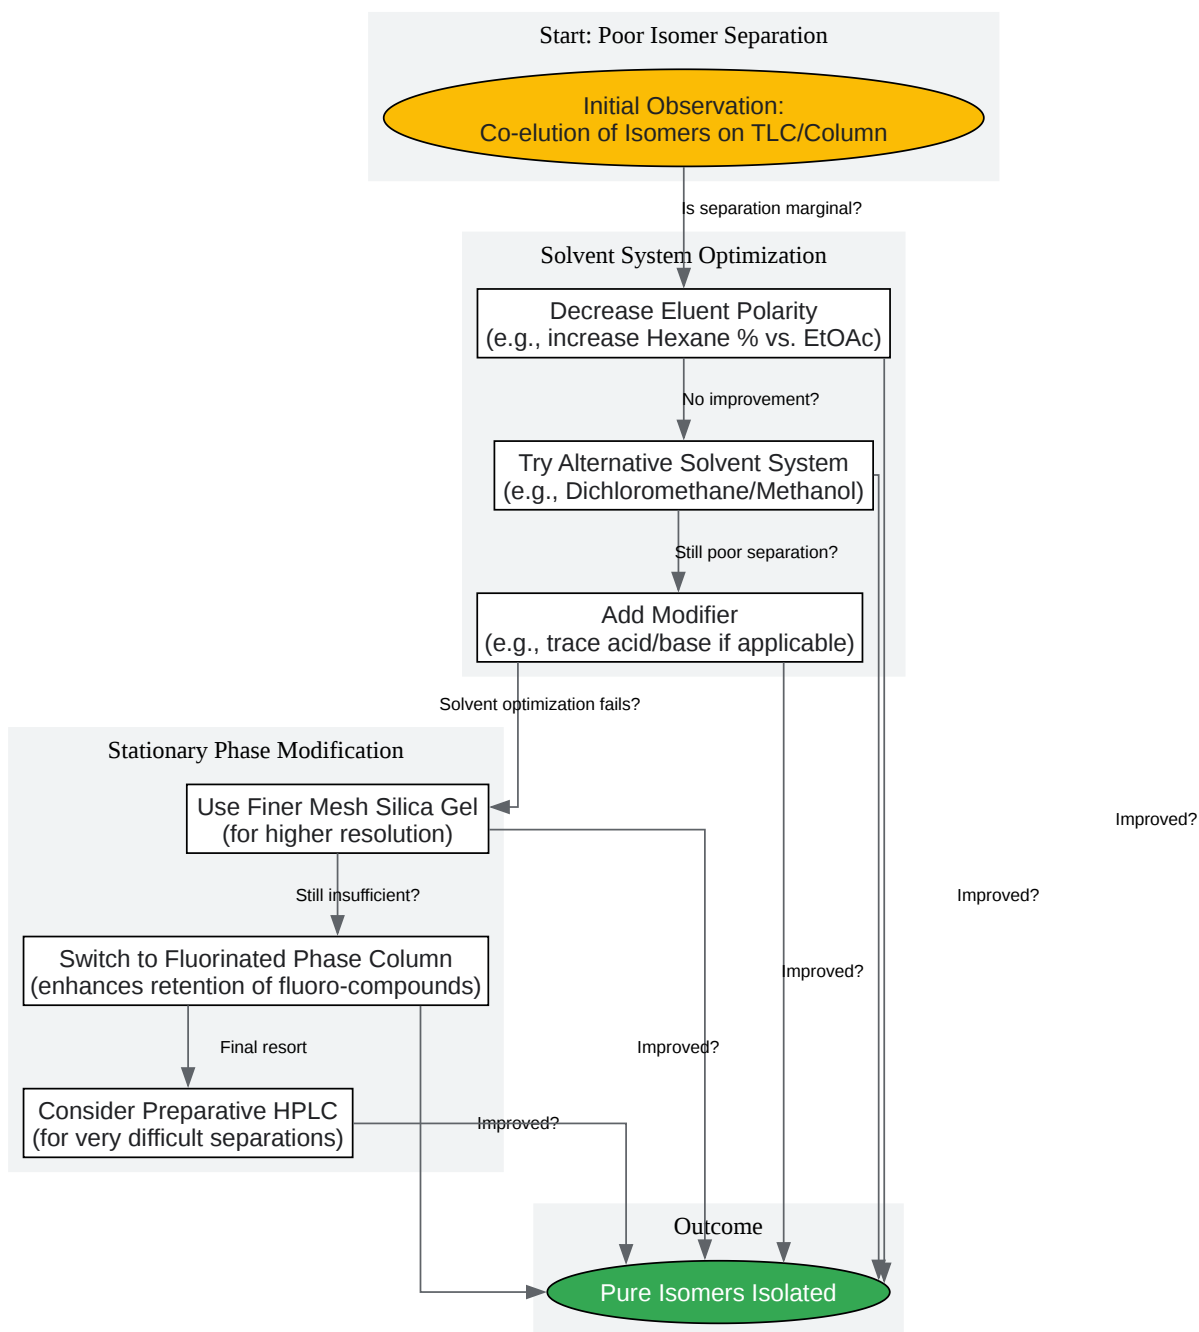 Start: Poor Isomer Separation
Initial Observation:
Co-elution of Isomers on TLC/Column
Is separation marginal?
Solvent System Optimization
Decrease Eluent Polarity
(e.g., increase Hexane % vs. EtOAc)
No improvement?
Try Alternative Solvent System
(e.g., Dichloromethane/Methanol)
Still poor separation?
Add Modifier
(e.g., trace acid/base if applicable)
Solvent optimization fails?
Stationary Phase Modification
Use Finer Mesh Silica Gel
(for higher resolution)
Improved?
Still insufficient?
Improved?
Switch to Fluorinated Phase Column
(enhances retention of fluoro-compounds)
Improved?
Final resort
Improved?
Consider Preparative HPLC
(for very difficult separations)
Improved?
Outcome
Pure Isomers Isolated